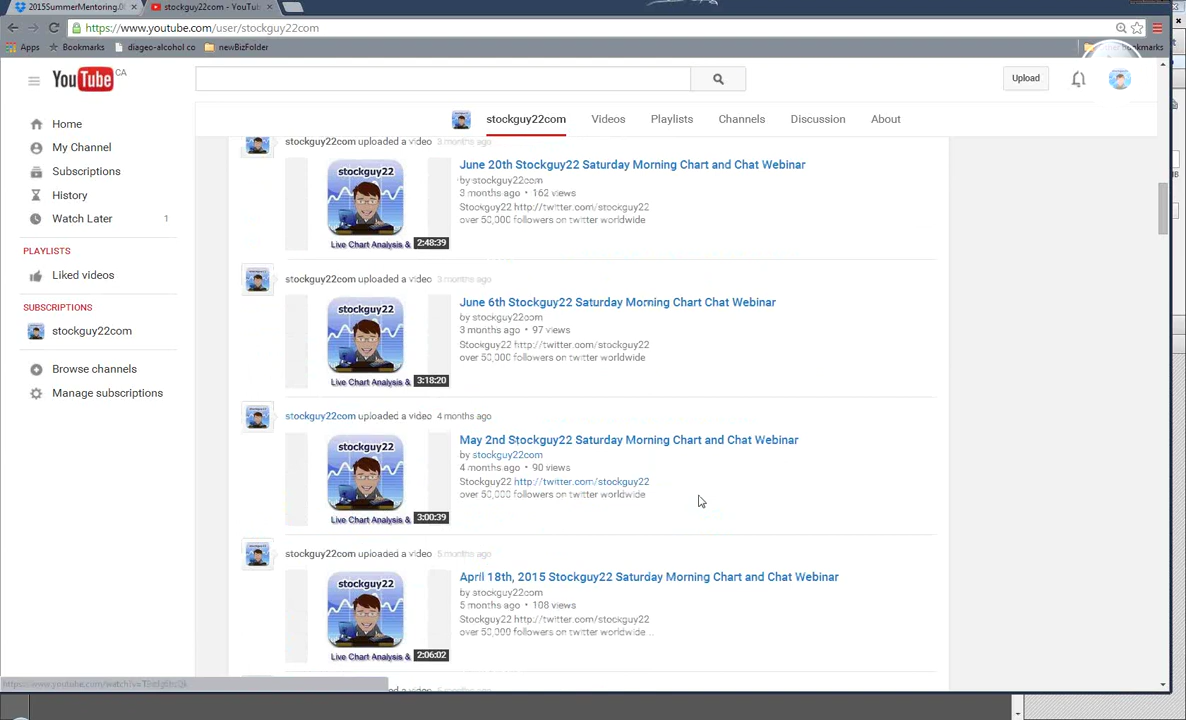 2015SummerMentoring.0
stockguy22com - YouTu
https://www.youtube.com/user/stockguy22com
Apps
Bookmarks
diageo-alcohol co
newBizFolder
bookmarks
YouTube CA
Upload
stockguy22com
Videos
Playlists
Channels
Discussion
About
Home
My Channel
Subscriptions
History
Watch Later 1
PLAYLISTS
Liked videos
SUBSCRIPTIONS
stockguy22com
Browse channels
Manage subscriptions
stockguy22com uploaded a video 3 months ago
stockguy22
Live Chart Analysis &
2:48:39
June 20th Stockguy22 Saturday Morning Chart and Chat Webinar
by stockguy22com
3 months ago • 162 views
Stockguy22 http://twitter.com/stockguy22
over 50,000 followers on twitter worldwide
stockguy22com uploaded a video 3 months ago
stockguy22
Live Chart Analysis &
3:18:20
June 6th Stockguy22 Saturday Morning Chart Chat Webinar
by stockguy22com
3 months ago • 97 views
Stockguy22 http://twitter.com/stockguy22
over 50,000 followers on twitter worldwide
stockguy22com uploaded a video 4 months ago
stockguy22
Live Chart Analysis &
3:00:39
May 2nd Stockguy22 Saturday Morning Chart and Chat Webinar
by stockguy22com
4 months ago • 90 views
Stockguy22 http://twitter.com/stockguy22
over 50,000 followers on twitter worldwide
stockguy22com uploaded a video 5 months ago
stockguy22
Live Chart Analysis &
2:06:02
April 18th, 2015 Stockguy22 Saturday Morning Chart and Chat Webinar
by stockguy22com
5 months ago • 108 views
Stockguy22 http://twitter.com/stockguy22
over 50,000 followers on twitter worldwide ...